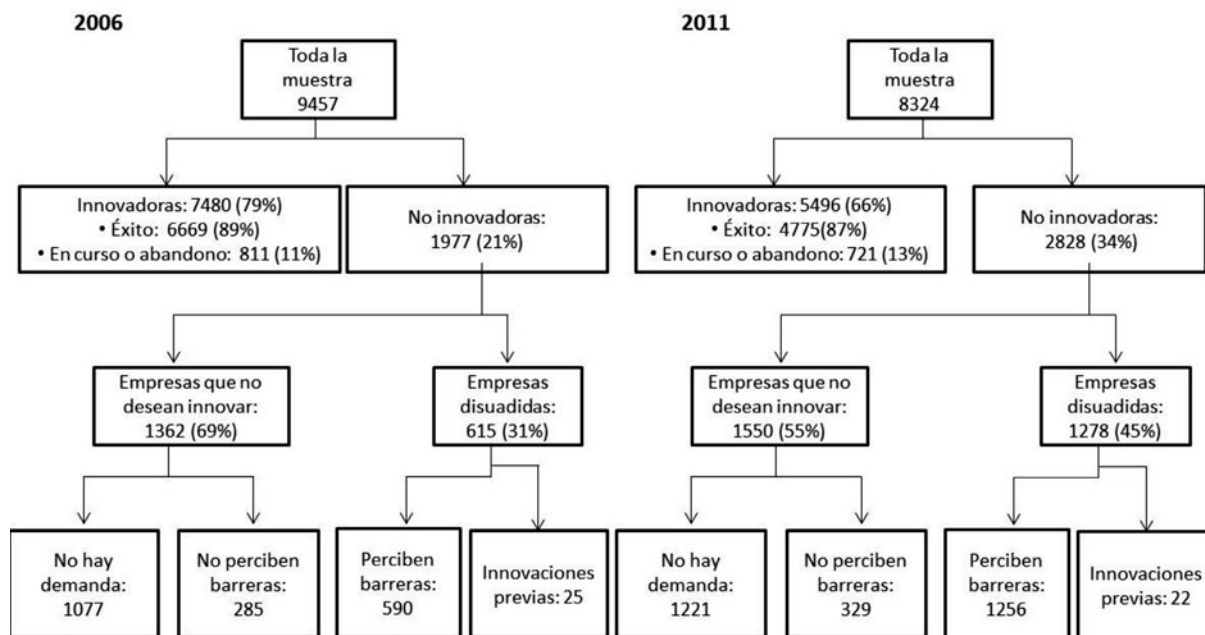 2006
Toda la
muestra
9457
Innovadoras: 7480 (79%)
• Éxito: 6669 (89%)
• En curso o abandono: 811 (11%)
No innovadoras:
1977 (21%)
Empresas que no
desean innovar:
1362 (69%)
Empresas
disuadidas:
615 (31%)
No hay
demanda:
1077
No perciben
barreras:
285
Perciben
barreras:
590
Innovaciones
previas: 25
2011
Toda la
muestra
8324
Innovadoras: 5496 (66%)
• Éxito: 4775(87%)
• En curso o abandono: 721 (13%)
No innovadoras:
2828 (34%)
Empresas que no
desean innovar:
1550 (55%)
Empresas
disuadidas:
1278 (45%)
No hay
demanda:
1221
No perciben
barreras:
329
Perciben
barreras:
1256
Innovaciones
previas: 22